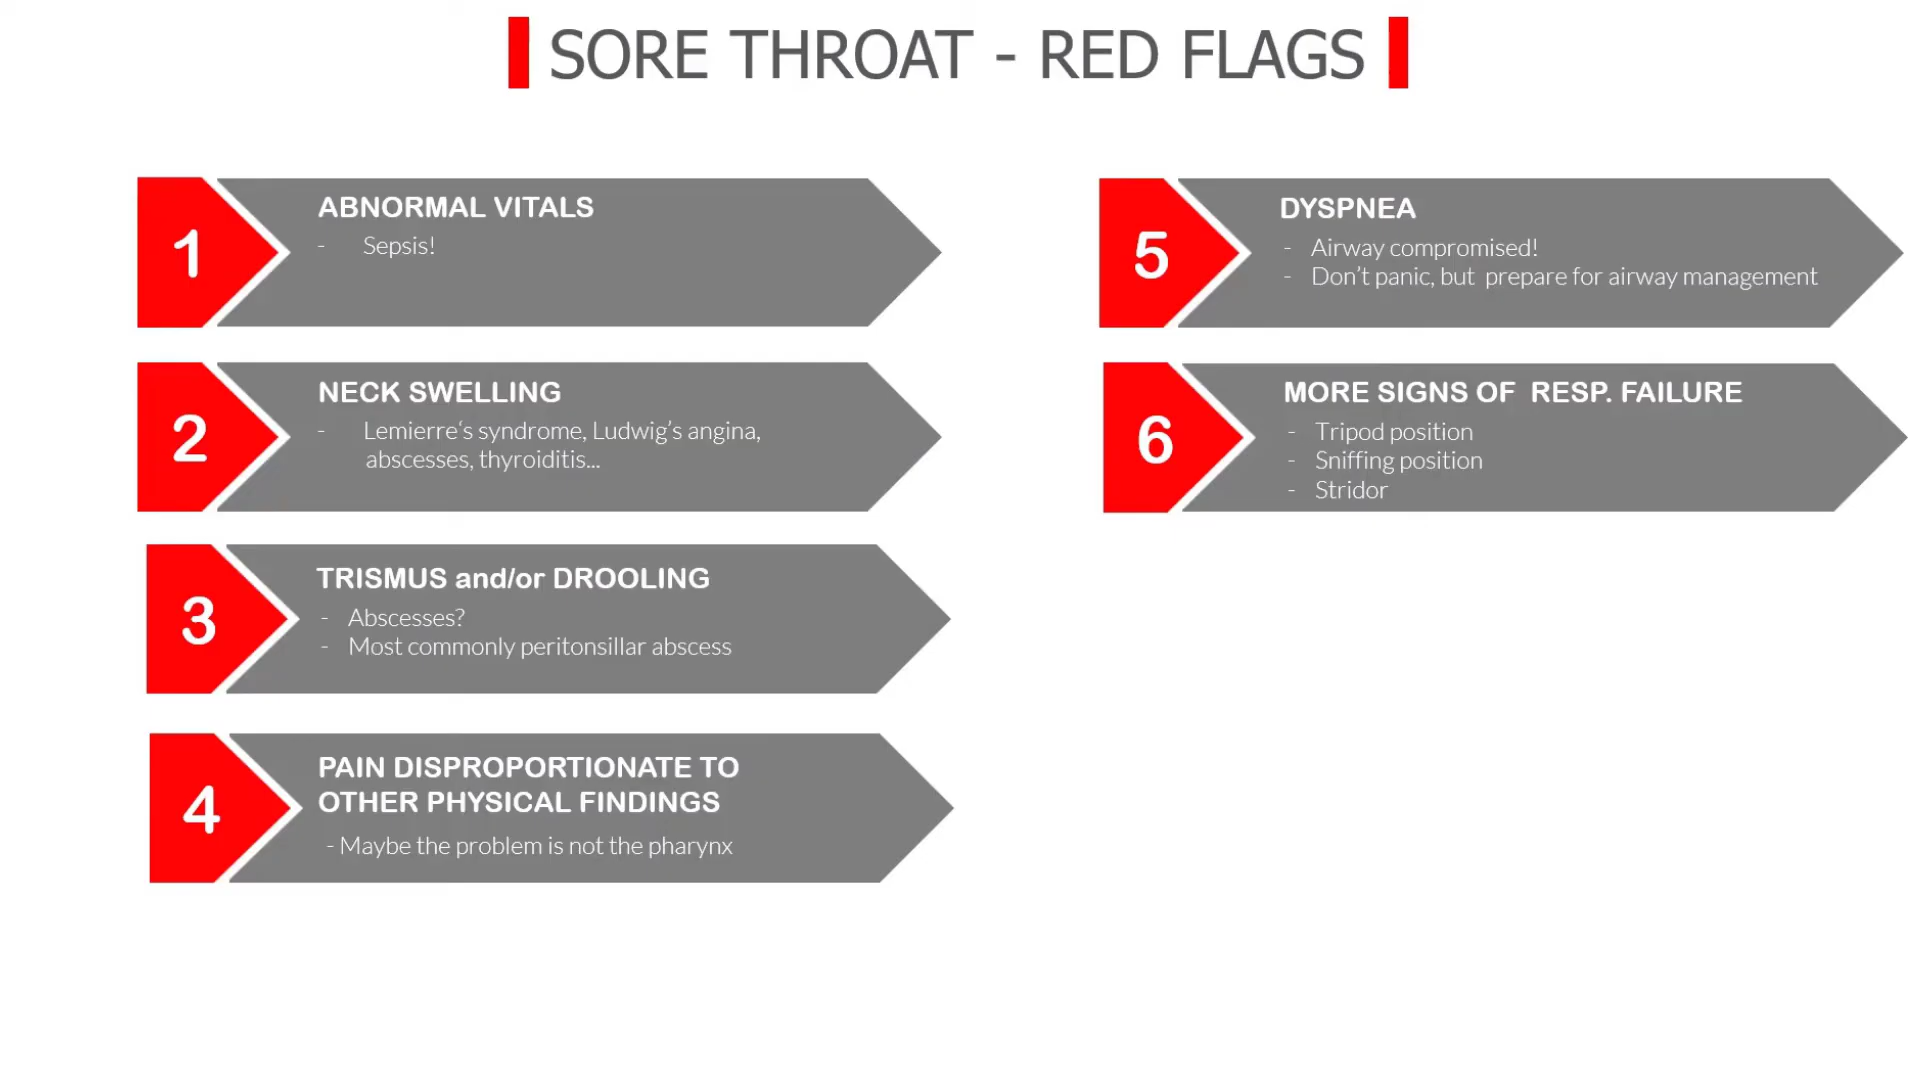 SORE THROAT - RED FLAGS
1
ABNORMAL VITALS
- Sepsis!
2
NECK SWELLING
- Lemierre‘s syndrome, Ludwig’s angina,
abscesses, thyroiditis...
3
TRISMUS and/or DROOLING
- Abscesses?
- Most commonly peritonsillar abscess
4
PAIN DISPROPORTIONATE TO
OTHER PHYSICAL FINDINGS
- Maybe the problem is not the pharynx
5
DYSPNEA
- Airway compromised!
- Don’t panic, but prepare for airway management
6
MORE SIGNS OF RESP. FAILURE
- Tripod position
- Sniffing position
- Stridor